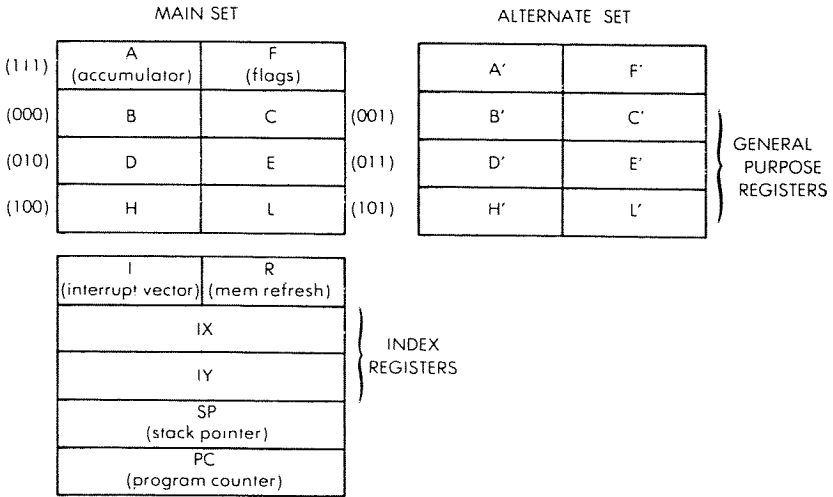 MAIN SET
ALTERNATE SET
(111)
A
(accumulator)
F
(flags)
A'
F'
(000)
B
C
(001)
B'
C'
(010)
D
E
(011)
D'
E'
(100)
H
L
(101)
H'
L'
GENERAL
PURPOSE
REGISTERS
I
(interrupt vector)
R
(mem refresh)
IX
IY
INDEX
REGISTERS
SP
(stack pointer)
PC
(program counter)